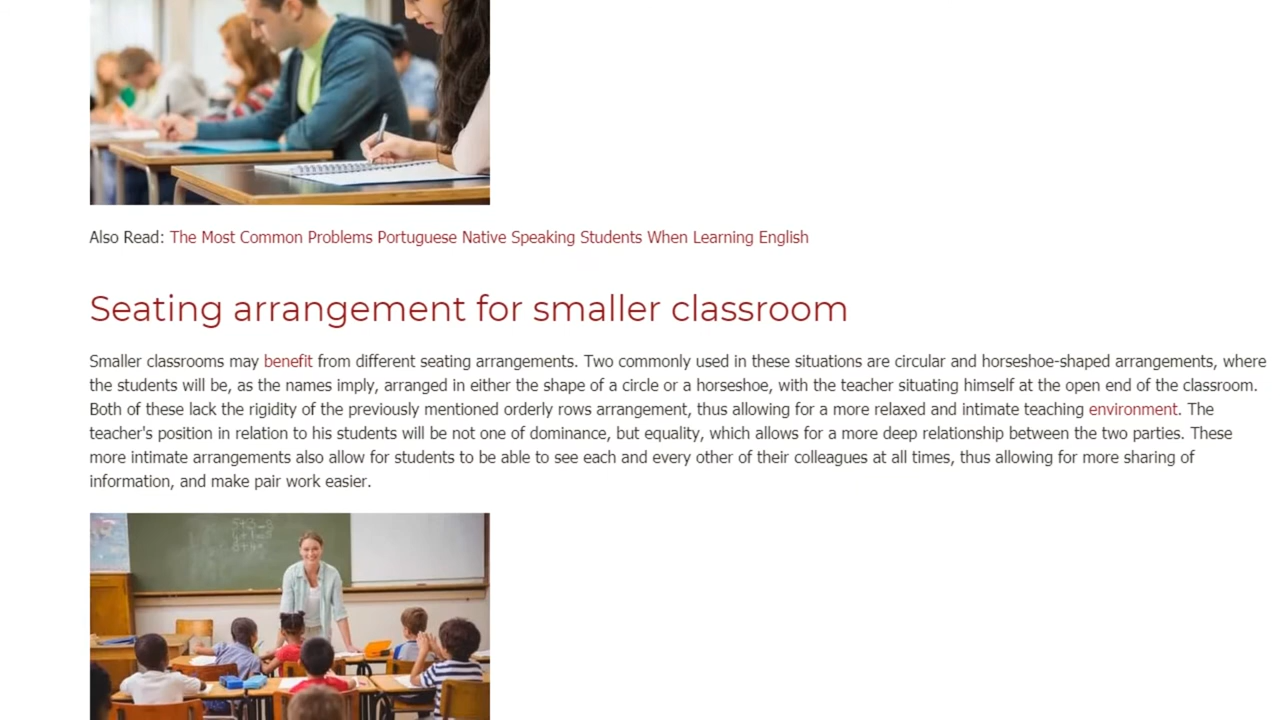 Also Read: The Most Common Problems Portuguese Native Speaking Students When Learning English
Seating arrangement for smaller classroom
Smaller classrooms may benefit from different seating arrangements. Two commonly used in these situations are circular and horseshoe-shaped arrangements, where
the students will be, as the names imply, arranged in either the shape of a circle or a horseshoe, with the teacher situating himself at the open end of the classroom.
Both of these lack the rigidity of the previously mentioned orderly rows arrangement, thus allowing for a more relaxed and intimate teaching environment. The
teacher's position in relation to his students will be not one of dominance, but equality, which allows for a more deep relationship between the two parties. These
more intimate arrangements also allow for students to be able to see each and every other of their colleagues at all times, thus allowing for more sharing of
information, and make pair work easier.